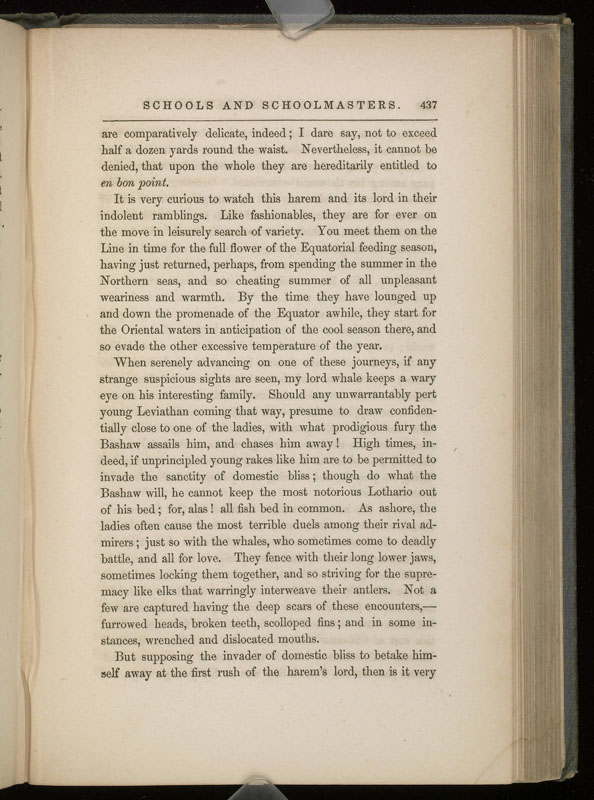 SCHOOLS AND SCHOOLMASTERS. 437
are comparatively delicate, indeed; I dare say, not to exceed
half a dozen yards round the waist. Nevertheless, it cannot be
denied, that upon the whole they are hereditarily entitled to
en bon point.
It is very curious to watch this harem and its lord in their
indolent ramblings. Like fashionables, they are for ever on
the move in leisurely search of variety. You meet them on the
Line in time for the full flower of the Equatorial feeding season,
having just returned, perhaps, from spending the summer in the
Northern seas, and so cheating summer of all unpleasant
weariness and warmth. By the time they have lounged up
and down the promenade of the Equator awhile, they start for
the Oriental waters in anticipation of the cool season there, and
so evade the other excessive temperature of the year.
When serenely advancing on one of these journeys, if any
strange suspicious sights are seen, my lord whale keeps a wary
eye on his interesting family. Should any unwarrantably pert
young Leviathan coming that way, presume to draw confiden-
tially close to one of the ladies, with what prodigious fury the
Bashaw assails him, and chases him away! High times, in-
deed, if unprincipled young rakes like him are to be permitted to
invade the sanctity of domestic bliss; though do what the
Bashaw will, he cannot keep the most notorious Lothario out
of his bed; for, alas! all fish bed in common. As ashore, the
ladies often cause the most terrible duels among their rival ad-
mirers; just so with the whales, who sometimes come to deadly
battle, and all for love. They fence with their long lower jaws,
sometimes locking them together, and so striving for the supre-
macy like elks that warringly interweave their antlers. Not a
few are captured having the deep scars of these encounters,—
furrowed heads, broken teeth, scolloped fins; and in some in-
stances, wrenched and dislocated mouths.
But supposing the invader of domestic bliss to betake him-
self away at the first rush of the harem's lord, then is it very